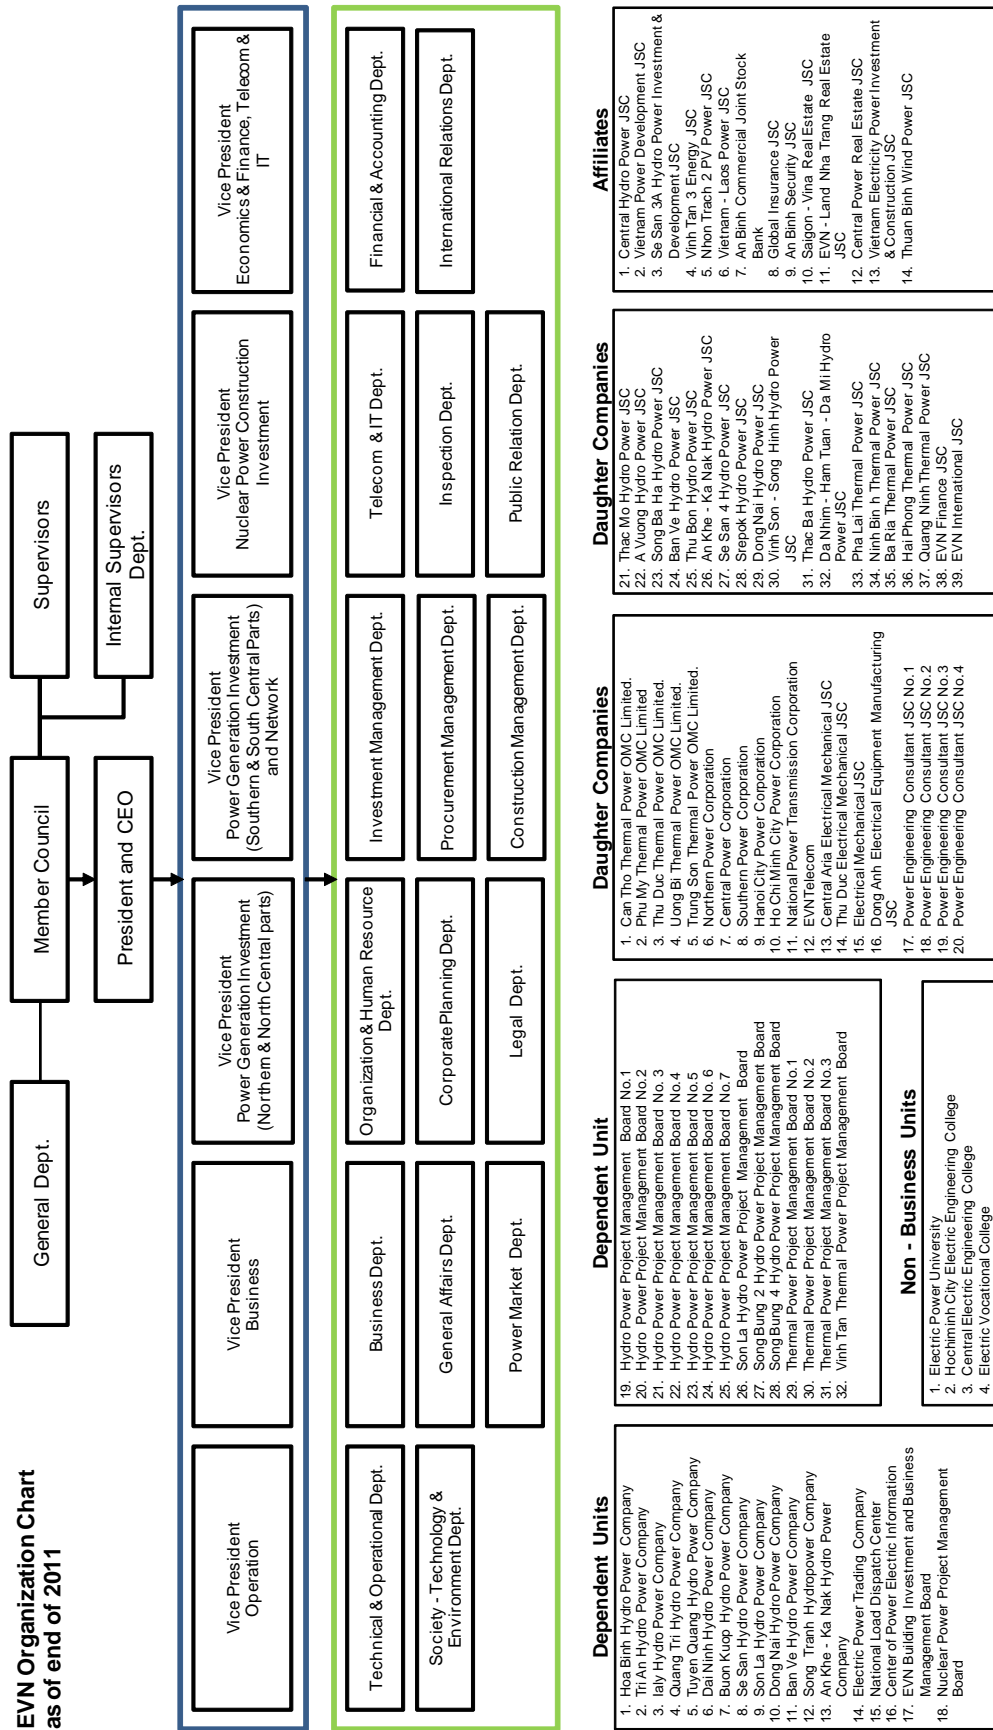 EVN Organization Chart
as of end of 2011
General Dept.
Member Council
Supervisors
President and CEO
Internal Supervisors
Dept.
Vice President
Operation
Vice President
Business
Vice President
Power Generation Investment
(Northern & North Central parts)
Vice President
Power Generation Investment
(Southern & South Central Parts)
and Network
Vice President
Nuclear Power Construction
Investment
Vice President
Economics & Finance, Telecom &
IT
Technical & Operational Dept.
Business Dept.
Organization & Human Resource
Dept.
Investment Management Dept.
Telecom & IT Dept.
Financial & Accounting Dept.
Society - Technology &
Environment Dept.
General Affairs Dept.
Corporate Planning Dept.
Procurement Management Dept.
Inspection Dept.
International Relations Dept.
Power Market Dept.
Legal Dept.
Construction Management Dept.
Public Relation Dept.
Dependent Units
1. Hoa Binh Hydro Power Company
2. Tri An Hydro Power Company
3. Ialy Hydro Power Company
4. Quang Tri Hydro Power Company
5. Tuyen Quang Hydro Power Company
6. Dai Ninh Hydro Power Company
7. Buon Kuop Hydro Power Company
8. Se San Hydro Power Company
9. Son La Hydro Power Company
10. Dong Nai Hydro Power Company
11. Ban Ve Hydro Power Company
12. Song Tranh Hydropower Company
13. An Khe - Ka Nak Hydro Power
Company
14. Electric Power Trading Company
15. National Load Dispatch Center
16. Center of Power Electric Information
17. EVN Building Investment and Business
Management Board
18. Nuclear Power Project Management
Board
Dependent Unit
19. Hydro Power Project Management Board No.1
20. Hydro Power Project Management Board No.2
21. Hydro Power Project Management Board No. 3
22. Hydro Power Project Management Board No.4
23. Hydro Power Project Management Board No.5
24. Hydro Power Project Management Board No. 6
25. Hydro Power Project Management Board No.7
26. Son La Hydro Power Project Management Board
27. Song Bung 2 Hydro Power Project Management Board
28. Song Bung 4 Hydro Power Project Management Board
29. Thermal Power Project Management Board No.1
30. Thermal Power Project Management Board No.2
31. Thermal Power Project Management Board No.3
32. Vinh Tan Thermal Power Project Management Board
Non - Business Units
1. Electric Power University
2. Hochiminh City Electric Engineering College
3. Central Electric Engineering College
4. Electric Vocational College
Daughter Companies
1. Can Tho Thermal Power OMC Limited.
2. Phu My Thermal Power OMC Limited
3. Thu Duc Thermal Power OMC Limited.
4. Uong Bi Thermal Power OMC Limited.
5. Trung Son Thermal Power OMC Limited.
6. Northern Power Corporation
7. Central Power Corporation
8. Southern Power Corporation
9. Hanoi City Power Corporation
10. Ho Chi Minh City Power Corporation
11. National Power Transmission Corporation
12. EVNTelecom
13. Central Aria Electrical Mechanical JSC
14. Thu Duc Electrical Mechanical JSC
15. Electrical Mechanical JSC
16. Dong Anh Electrical Equipment Manufacturing
JSC
17. Power Engineering Consultant JSC No.1
18. Power Engineering Consultant JSC No.2
19. Power Engineering Consultant JSC No.3
20. Power Engineering Consultant JSC No.4
Daughter Companies
21. Thac Mo Hydro Power JSC
22. A Vuong Hydro Power JSC
23. Song Ba Ha Hydro Power JSC
24. Ban Ve Hydro Power JSC
25. Thu Bon Hydro Power JSC
26. An Khe - Ka Nak Hydro Power JSC
27. Se San 4 Hydro Power JSC
28. Srepok Hydro Power JSC
29. Dong Nai Hydro Power JSC
30. Vinh Son - Song Hinh Hydro Power
JSC
31. Thac Ba Hydro Power JSC
32. Da Nhim - Ham Tuan - Da Mi Hydro
Power JSC
33. Pha Lai Thermal Power JSC
34. Ninh Bin h Thermal Power JSC
35. Ba Ria Thermal Power JSC
36. Hai Phong Thermal Power JSC
37. Quang Ninh Thermal Power JSC
38. EVN Finance JSC
39. EVN International JSC
Affiliates
1. Central Hydro Power JSC
2. Vietnam Power Development JSC
3. Se San 3A Hydro Power Investment &
Development JSC
4. Vinh Tan 3 Energy JSC
5. Nhon Trach 2 PV Power JSC
6. Vietnam - Laos Power JSC
7. An Binh Commercial Joint Stock
Bank
8. Global Insurance JSC
9. An Binh Security JSC
10. Saigon - Vina Real Estate JSC
11. EVN - Land Nha Trang Real Estate
JSC
12. Central Power Real Estate JSC
13. Vietnam Electricity Power Investment
& Construction JSC
14. Thuan Binh Wind Power JSC